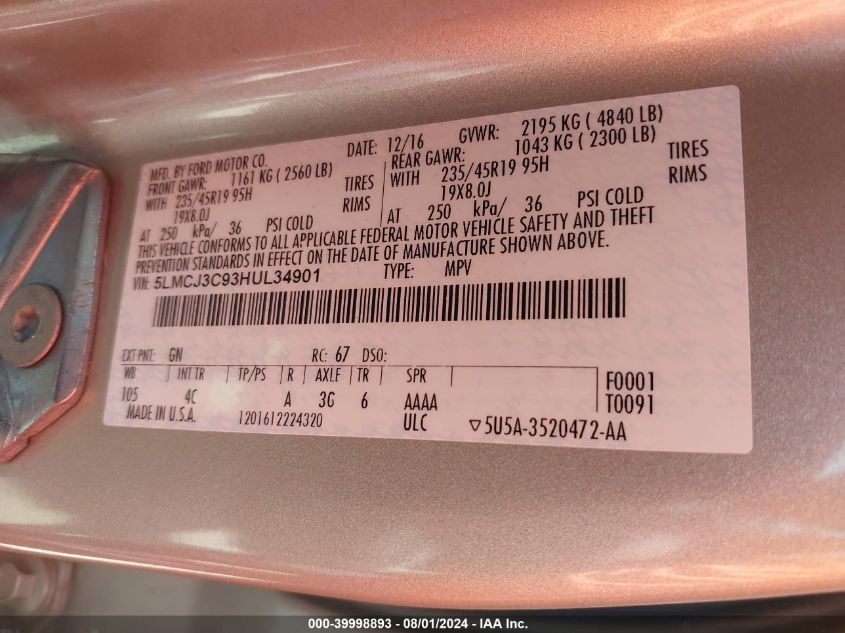 MFD. BY FORD MOTOR CO. DATE: 12/16 GVWR: 2195 KG ( 4840 LB)
FRONT GAWR: 1161 KG ( 2560 LB) REAR GAWR: 1043 KG ( 2300 LB)
WITH 235/45R19 95H TIRES WITH 235/45R19 95H TIRES
19X8.0J RIMS 19X8.0J RIMS
AT 250 kPa/ 36 PSI COLD AT 250 kPa/ 36 PSI COLD
THIS VEHICLE CONFORMS TO ALL APPLICABLE FEDERAL MOTOR VEHICLE SAFETY AND THEFT
PREVENTION STANDARDS IN EFFECT ON THE DATE OF MANUFACTURE SHOWN ABOVE.
VIN: 5LMCJ3C93HUL34901 TYPE: MPV
EXT PNT: GN RC: 67 DSO:
WB INT TR TP/PS R AXLE TR SPR F0001
105 4C A 3G 6 AAAA T0091
MADE IN U.S.A. 1201612224320 ULC ▽5U5A-3520472-AA
000-39998893 - 08/01/2024 - IAA Inc.